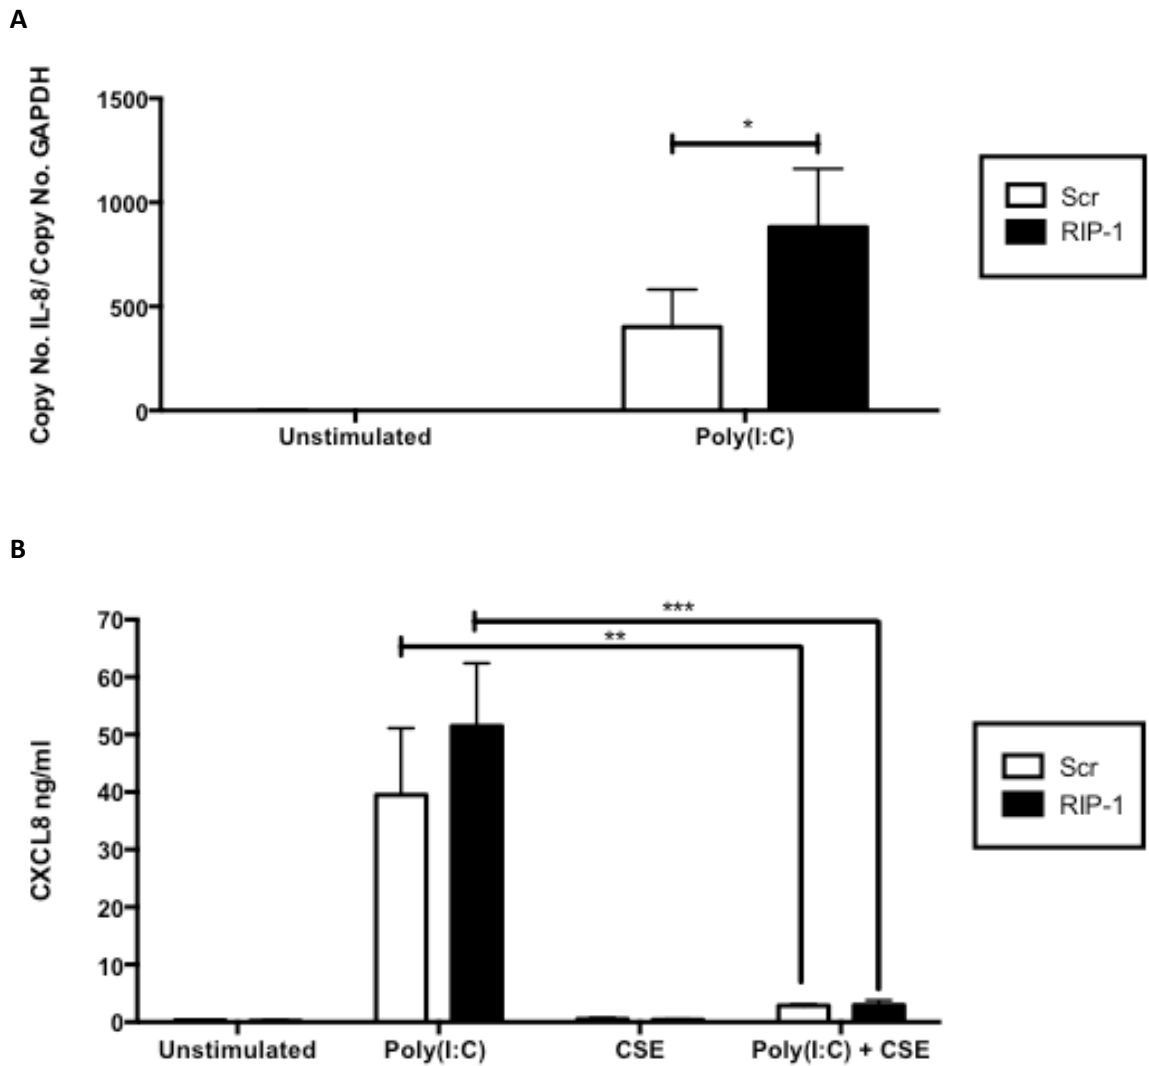 A
Copy No. IL-8/ Copy No. GAPDH
1500
1000
500
0
*
Unstimulated
Poly(I:C)
Scr
RIP-1
B
CXCL8 ng/ml
70
60
50
40
30
20
10
0
***
**
Unstimulated
Poly(I:C)
CSE
Poly(I:C) + CSE
Scr
RIP-1